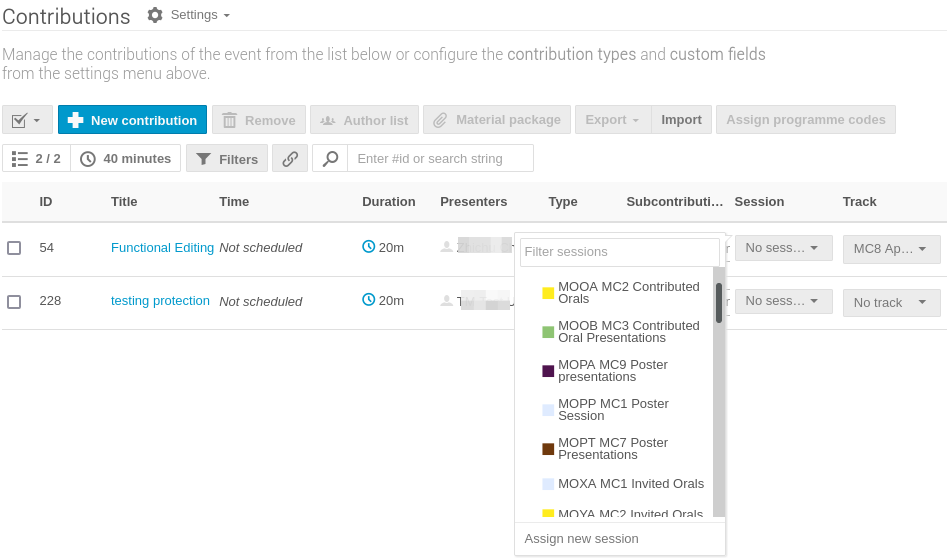 Contributions Settings
Manage the contributions of the event from the list below or configure the contribution types and custom fields
from the settings menu above.
New contribution Remove Author list Material package Export Import Assign programme codes
2 / 2 40 minutes Filters Enter #id or search string
ID Title Time Duration Presenters Type Subcontributi… Session Track
54 Functional Editing Not scheduled 20m No sess… MC8 Ap…
228 testing protection Not scheduled 20m No sess… No track
Filter sessions
MOOA MC2 Contributed
Orals
MOOB MC3 Contributed
Oral Presentations
MOPA MC9 Poster
presentations
MOPP MC1 Poster
Session
MOPT MC7 Poster
Presentations
MOXA MC1 Invited Orals
MOYA MC2 Invited Orals
Assign new session